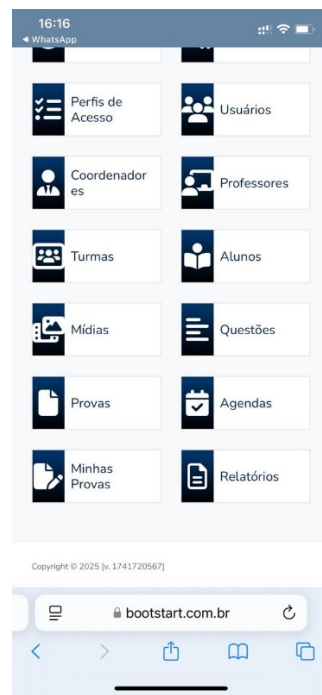 16:16
◀ WhatsApp
Perfis de
Acesso
Usuários
Coordenador
es
Professores
Turmas
Alunos
Mídias
Questões
Provas
Agendas
Minhas
Provas
Relatórios
Copyright © 2025 [v. 1741720567]
bootstart.com.br